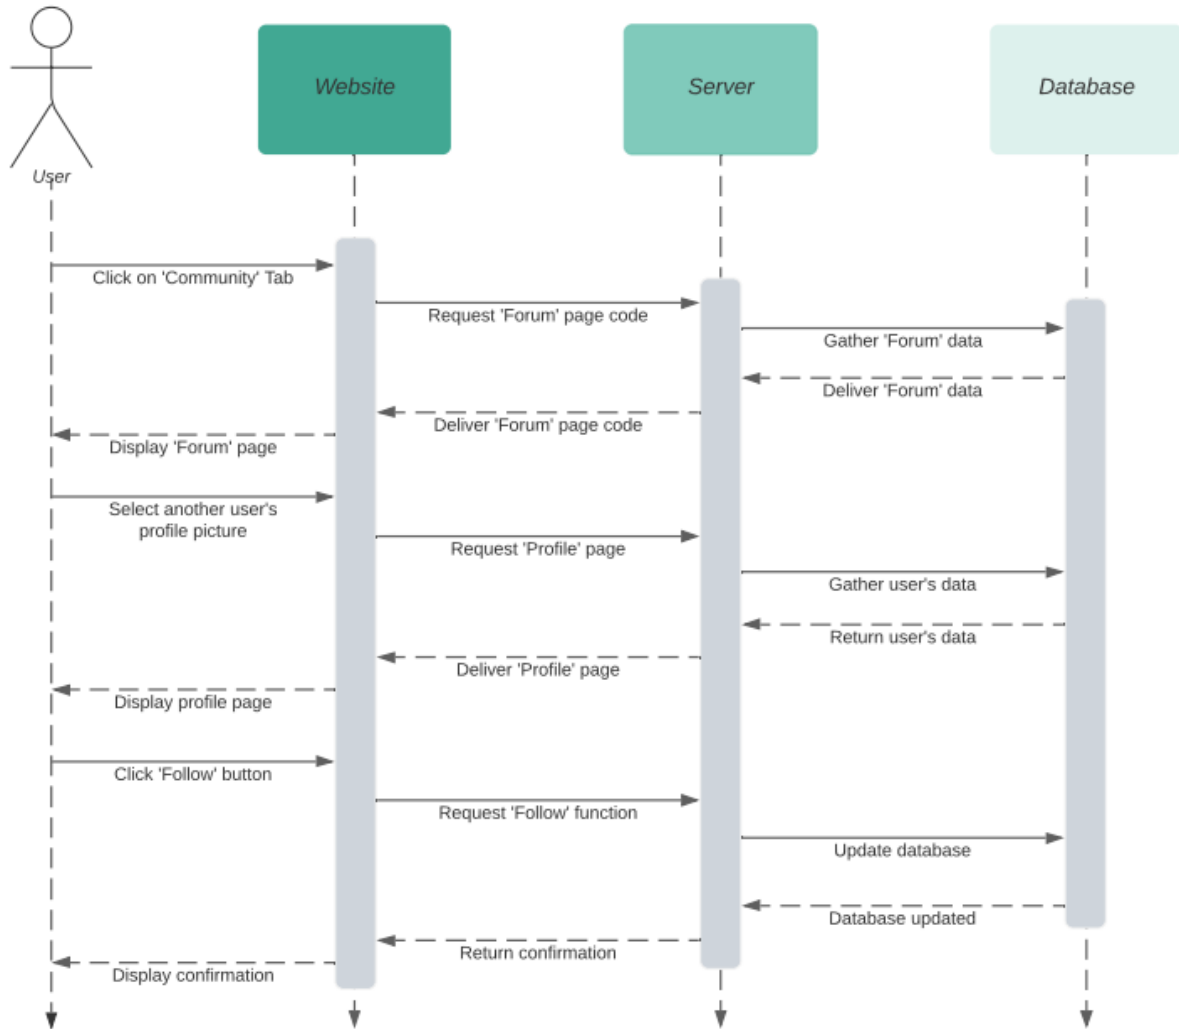 Website
Server
Database
User
Click on 'Community' Tab
Request 'Forum' page code
Gather 'Forum' data
Deliver 'Forum' data
Deliver 'Forum' page code
Display 'Forum' page
Select another user's
profile picture
Request 'Profile' page
Gather user's data
Return user's data
Deliver 'Profile' page
Display profile page
Click 'Follow' button
Request 'Follow' function
Update database
Database updated
Return confirmation
Display confirmation